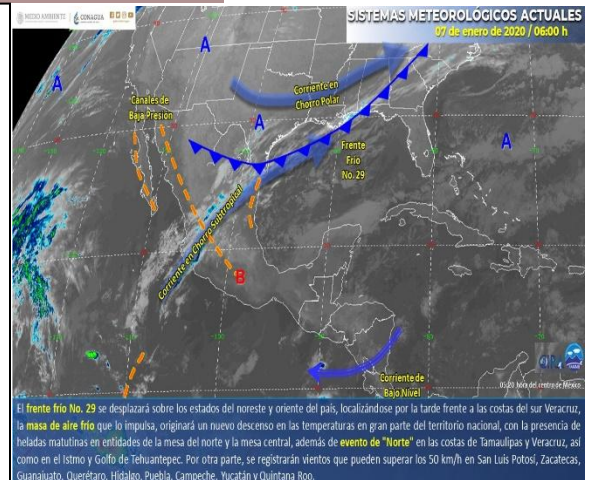 MEDIO AMBIENTE
CONAGUA
SISTEMAS METEOROLÓGICOS ACTUALES
07 de enero de 2020 / 06:00 h
A
A
Corriente en
Chorro Polar
Canales de
Baja Presión
A
A
Frente
Frío
No. 29
Corriente en Chorro Subtropical
B
Corriente de
Bajo Nivel
05:20 hora del centro de México
El frente frío No. 29 se desplazará sobre los estados del noreste y oriente del país, localizándose por la tarde frente a las costas del sur Veracruz,
la masa de aire frío que lo impulsa, originará un nuevo descenso en las temperaturas en gran parte del territorio nacional, con la presencia de
heladas matutinas en entidades de la mesa del norte y la mesa central, además de evento de "Norte" en las costas de Tamaulipas y Veracruz, así
como en el Istmo y Golfo de Tehuantepec. Por otra parte, se registrarán vientos que pueden superar los 50 km/h en San Luis Potosí, Zacatecas,
Guanajuato, Querétaro, Hidalgo, Puebla, Campeche, Yucatán y Quintana Roo.